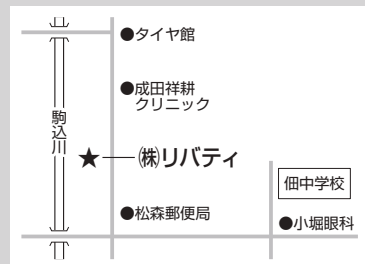 ●タイヤ館
●成田祥耕
クリニック
駒込川
★
㈱リバティ
佃中学校
●松森郵便局
●小堀眼科